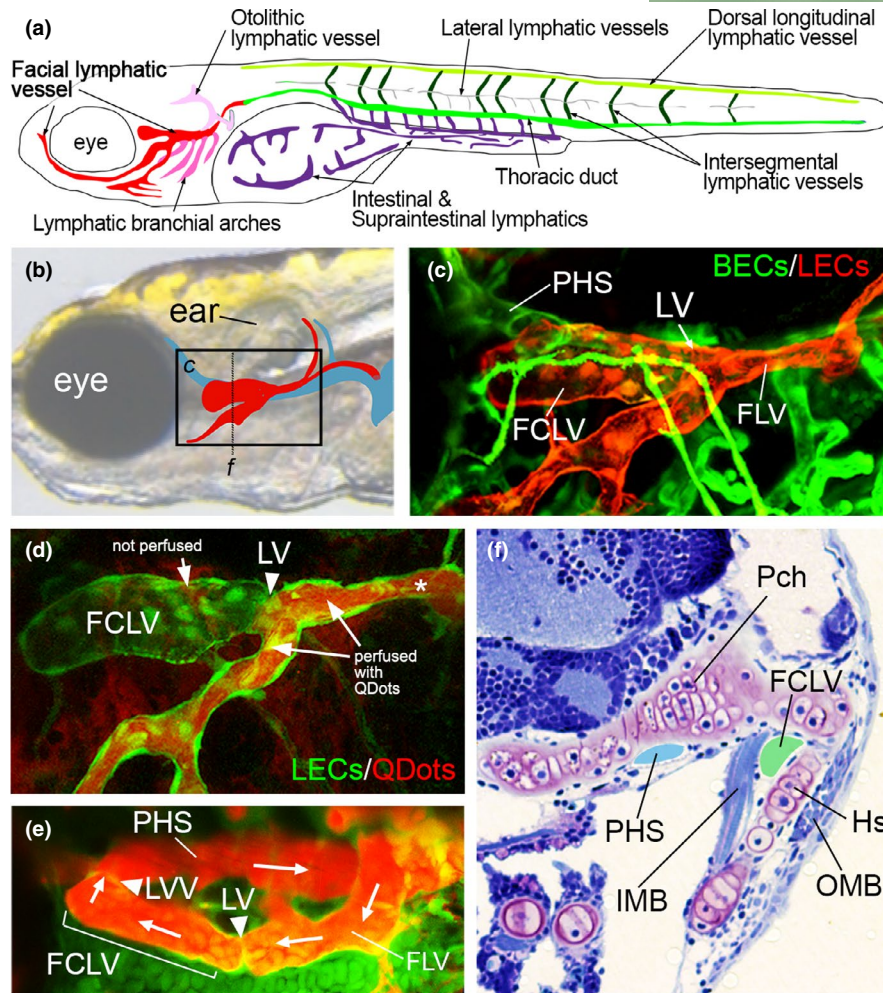 (a)
Otolithic
lymphatic vessel
Lateral lymphatic vessels
Dorsal longitudinal
lymphatic vessel
Facial lymphatic
vessel
eye
Lymphatic branchial arches
Intestinal &
Supraintestinal lymphatics
Thoracic duct
Intersegmental
lymphatic vessels
(b)
ear
eye
c
f
(c)
BECs/LECs
PHS
LV
FCLV
FLV
(d)
not perfused
LV
*
FCLV
perfused
with
QDots
LECs/QDots
(e)
PHS
LVV
LV
FCLV
FLV
(f)
Pch
FCLV
PHS
Hs
IMB
OMB